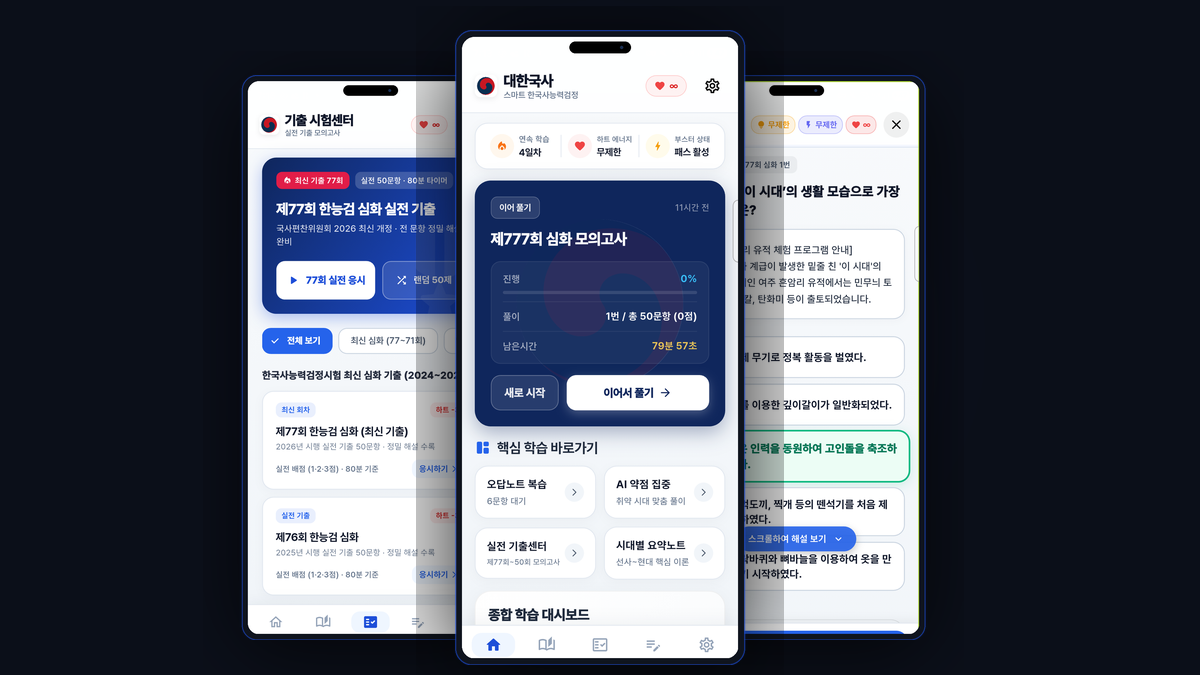 기출 시험센터
실전 기출 모의고사
∞
최신 기출 77회
실전 50문항 · 80분 타이머
제77회 한능검 심화 실전 기출
국사편찬위원회 2026 최신 개정 · 전 문항 정밀 해설
완비
77회 실전 응시
랜덤 50제
전체 보기
최신 심화 (77~71회)
한국사능력검정시험 최신 심화 기출 (2024~202
최신 회차
하트 -
제77회 한능검 심화 (최신 기출)
2026년 시행 실전 기출 50문항 · 정밀 해설 수록
실전 배점 (1·2·3점) · 80분 기준
응시하기
실전 기출
하트 -
제76회 한능검 심화
2025년 시행 실전 기출 50문항 · 정밀 해설 수록
실전 배점 (1·2·3점) · 80분 기준
응시하기
대한국사
스마트 한국사능력검정
∞
연속 학습
4일차
하트 에너지
무제한
부스터 상태
패스 활성
이어 풀기
11시간 전
제777회 심화 모의고사
진행
0%
풀이
1번 / 총 50문항 (0점)
남은시간
79분 57초
새로 시작
이어서 풀기
핵심 학습 바로가기
오답노트 복습
6문항 대기
AI 약점 집중
취약 시대 맞춤 풀이
실전 기출센터
제77회~50회 모의고사
시대별 요약노트
선사~현대 핵심 이론
종합 학습 대시보드
무제한
무제한
∞
77회 심화 1번
이 시대'의 생활 모습으로 가장
은?
리 유적 체험 프로그램 안내]
계급이 발생한 밑줄 친 '이 시대'의
인 여주 흔암리 유적에서는 민무늬 토
칼, 탄화미 등이 출토되었습니다.
무기로 정복 활동을 벌였다.
이용한 깊이갈이가 일반화되었다.
인력을 동원하여 고인돌을 축조하
다.
도끼, 찍개 등의 뗀석기를 처음 제
하였다.
스크롤하여 해설 보기
바퀴와 뼈바늘을 이용하여 옷을 만
기 시작하였다.